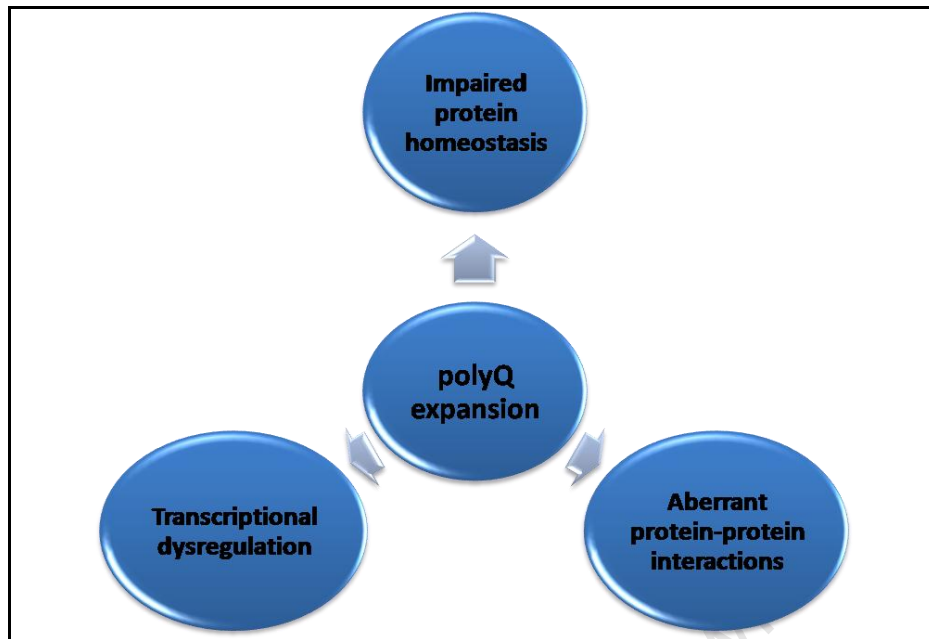 Impaired
protein
homeostasis
polyQ
expansion
Transcriptional
dysregulation
Aberrant
protein-protein
interactions